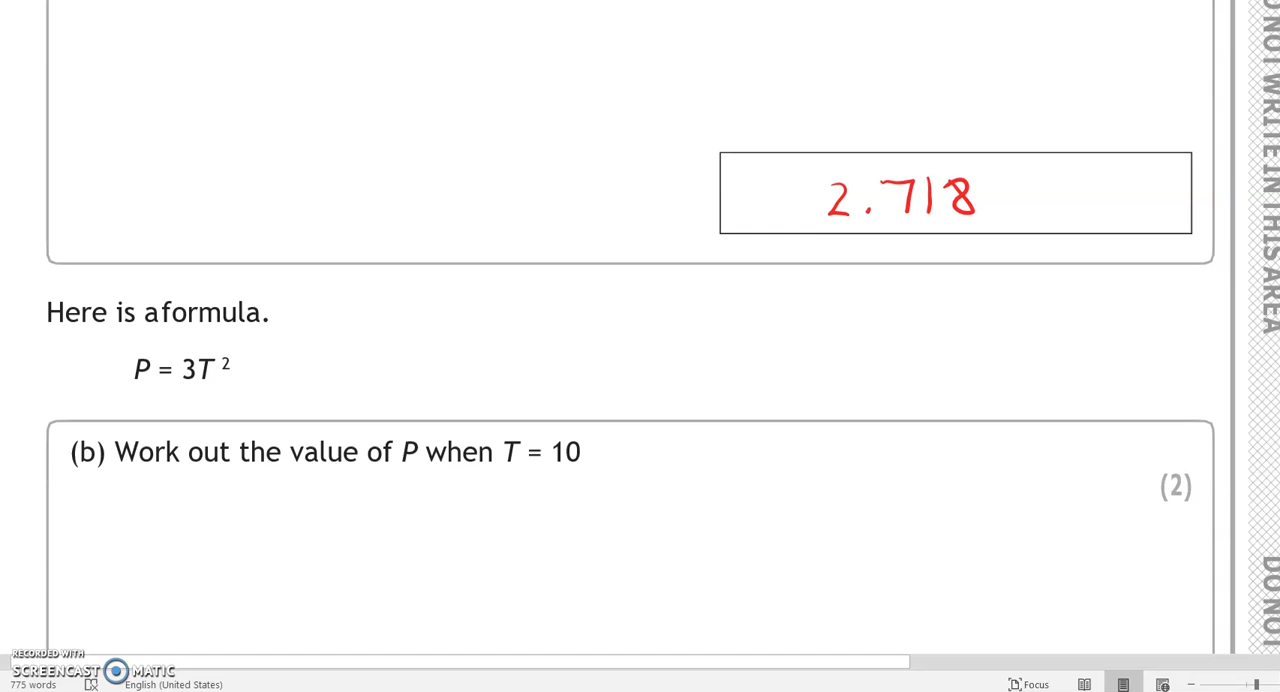 2.718
Here is aformula.
P = 3T ²
(b) Work out the value of P when T = 10
(2)
RECORDED WITH
SCREENCAST MATIC
775 words
English (United States)
Focus
DO NOT WRITE IN THIS AREA
DO NOT